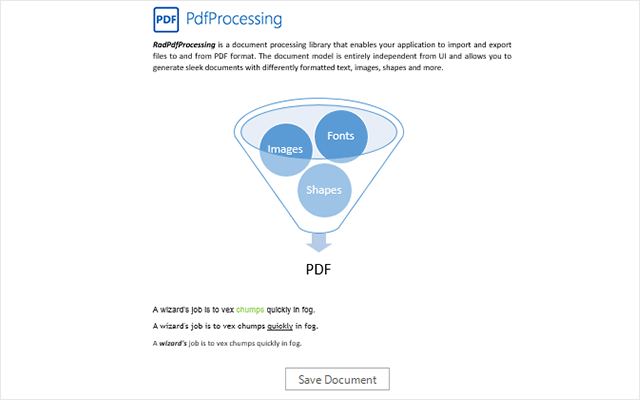 PDF PdfProcessing
RadPdfProcessing is a document processing library that enables your application to import and export
files to and from PDF format. The document model is entirely independent from UI and allows you to
generate sleek documents with differently formatted text, images, shapes and more.
Fonts
Images
Shapes
PDF
A wizard's job is to vex chumps quickly in fog.
A wizard's job is to vex chumps quickly in fog.
A wizard's job is to vex chumps quickly in fog.
Save Document